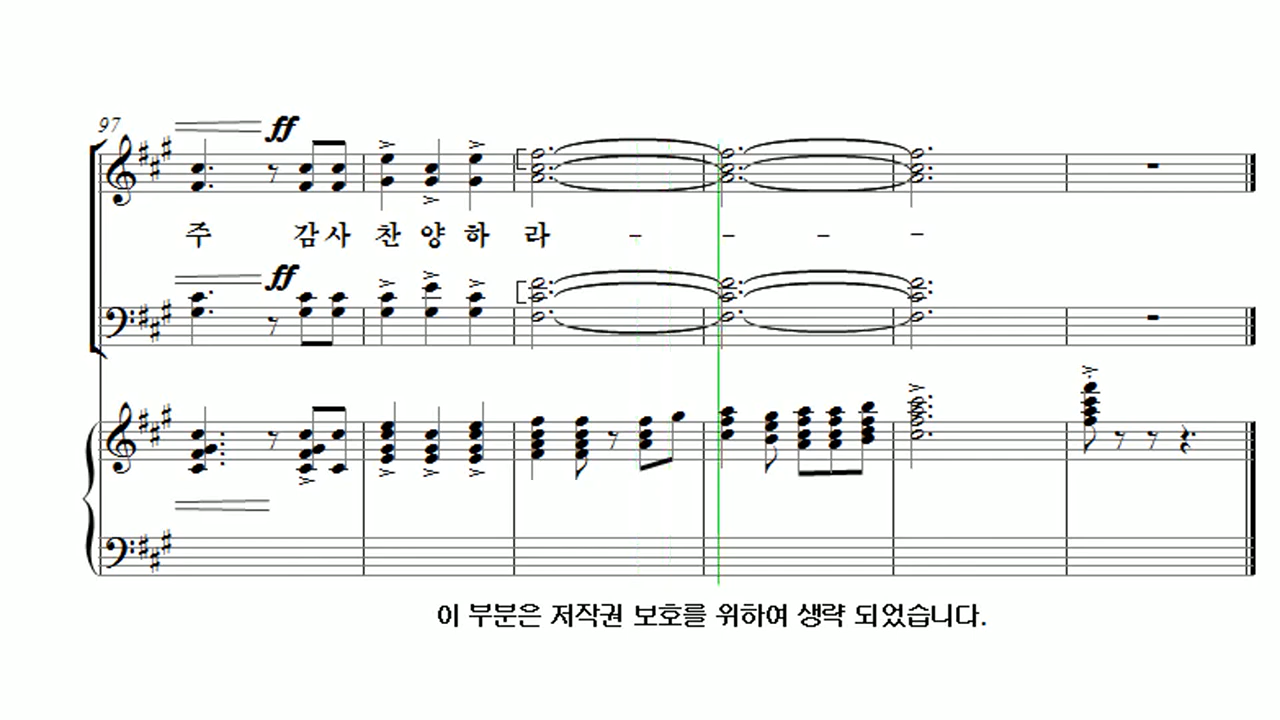 97
ff
주 감사 찬 양 하 라 - - - -
ff
이 부분은 저작권 보호를 위하여 생략 되었습니다.